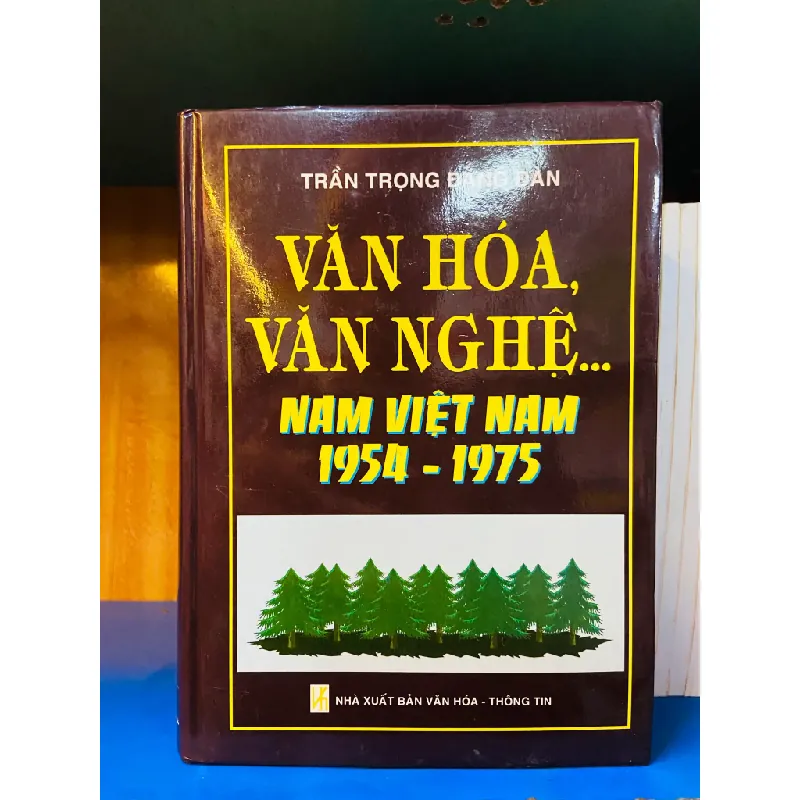 TRẦN TRỌNG ĐĂNG ĐÀN
VĂN HÓA,
VĂN NGHỆ...
NAM VIỆT NAM
1954 - 1975
NHÀ XUẤT BẢN VĂN HÓA - THÔNG TIN